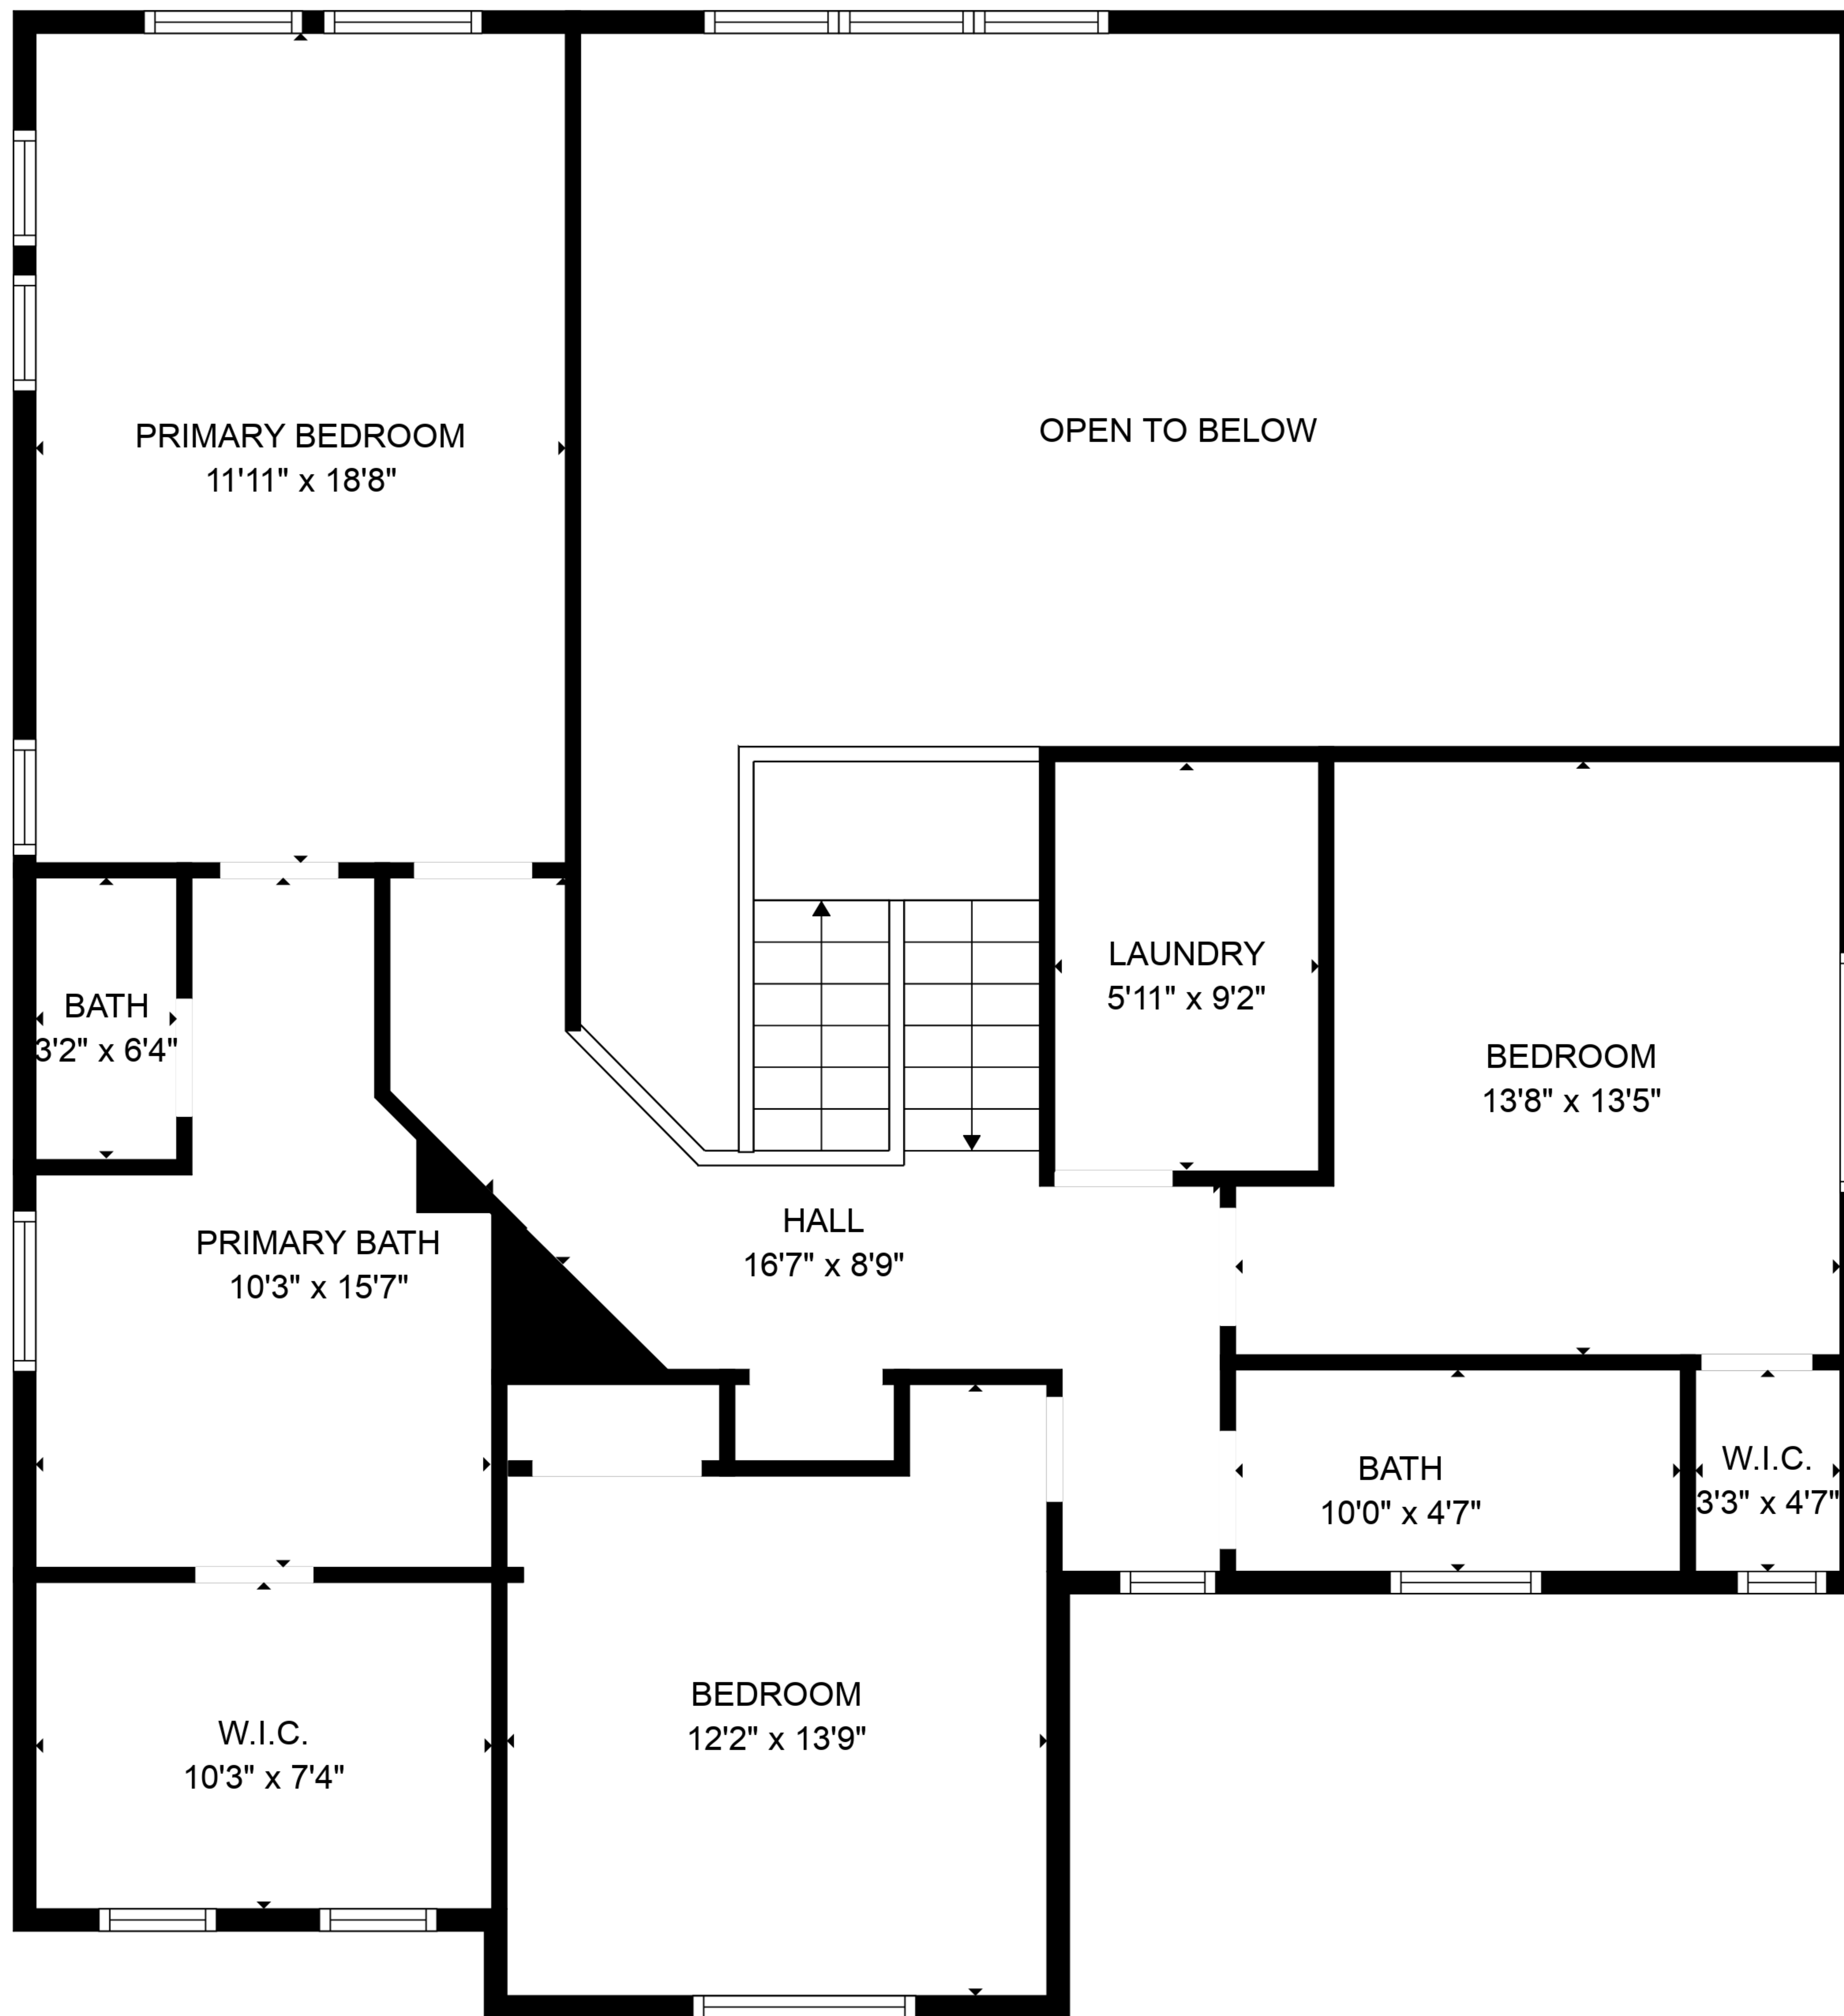 PRIMARY BEDROOM
11'11" x 18'8"
OPEN TO BELOW
LAUNDRY
5'11" x 9'2"
BATH
3'2" x 6'4"
BEDROOM
13'8" x 13'5"
PRIMARY BATH
10'3" x 15'7"
HALL
16'7" x 8'9"
BATH
10'0" x 4'7"
W.I.C.
3'3" x 4'7"
W.I.C.
10'3" x 7'4"
BEDROOM
12'2" x 13'9"